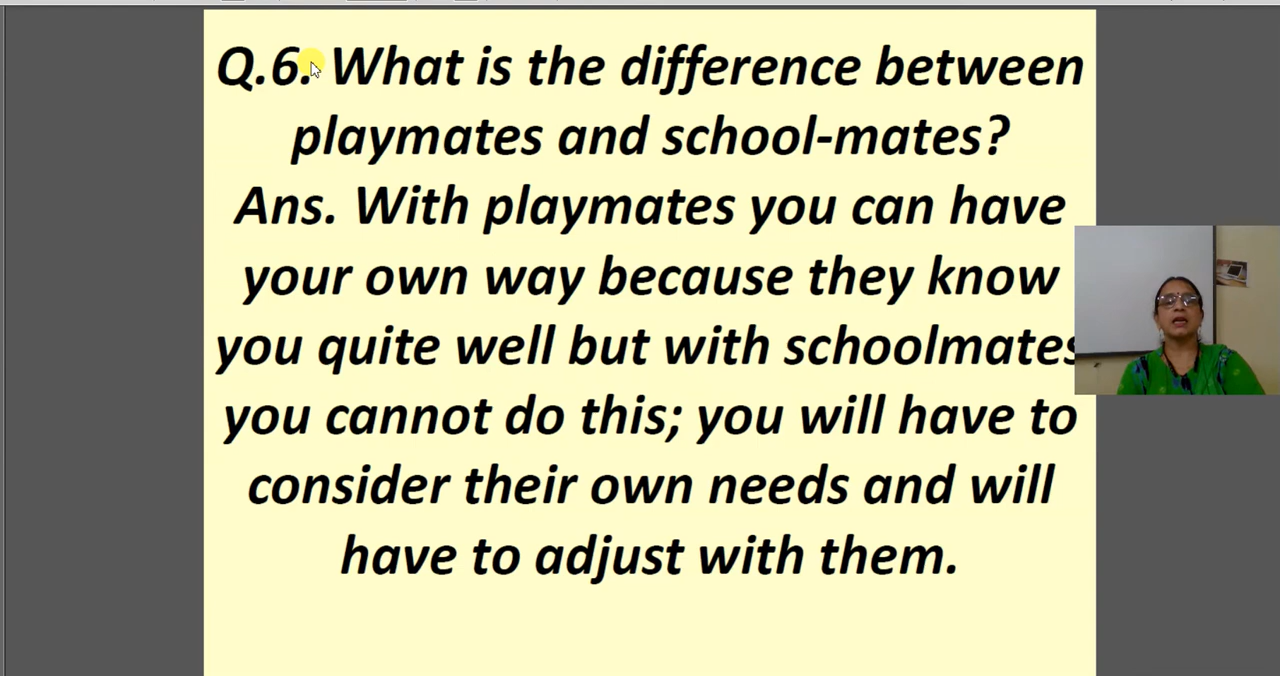 Q.6. What is the difference between
playmates and school-mates?
Ans. With playmates you can have
your own way because they know
you quite well but with schoolmates
you cannot do this; you will have to
consider their own needs and will
have to adjust with them.